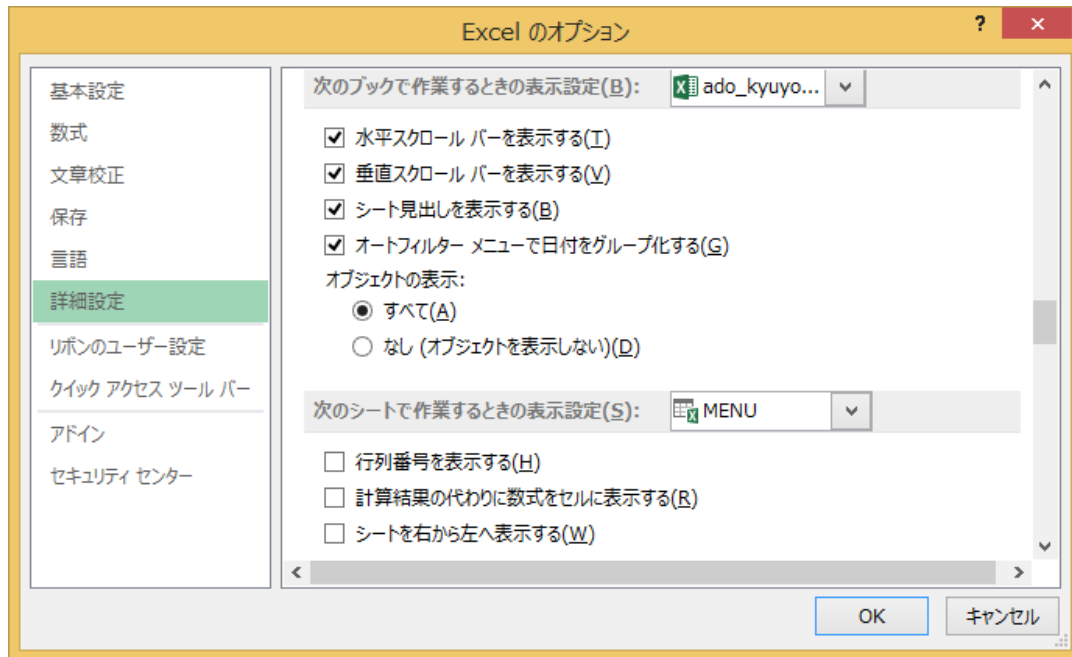 Excel のオプション
?
×
基本設定
数式
文章校正
保存
言語
詳細設定
リボンのユーザー設定
クイック アクセス ツール バー
アドイン
セキュリティ センター
次のブックで作業するときの表示設定(B): ado_kyuyo...
水平スクロール バーを表示する(T)
垂直スクロール バーを表示する(V)
シート見出しを表示する(B)
オートフィルター メニューで日付をグループ化する(G)
オブジェクトの表示:
すべて(A)
なし (オブジェクトを表示しない)(D)
次のシートで作業するときの表示設定(S): MENU
行列番号を表示する(H)
計算結果の代わりに数式をセルに表示する(R)
シートを右から左へ表示する(W)
OK
キャンセル